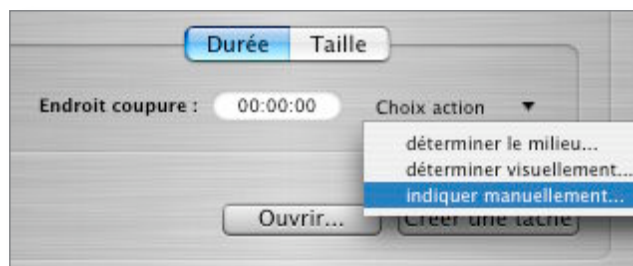 Durée Taille
Endroit coupure : 00:00:00 Choix action
déterminer le milieu...
déterminer visuellement...
indiquer manuellement...
Ouvrir... Créer une tâche